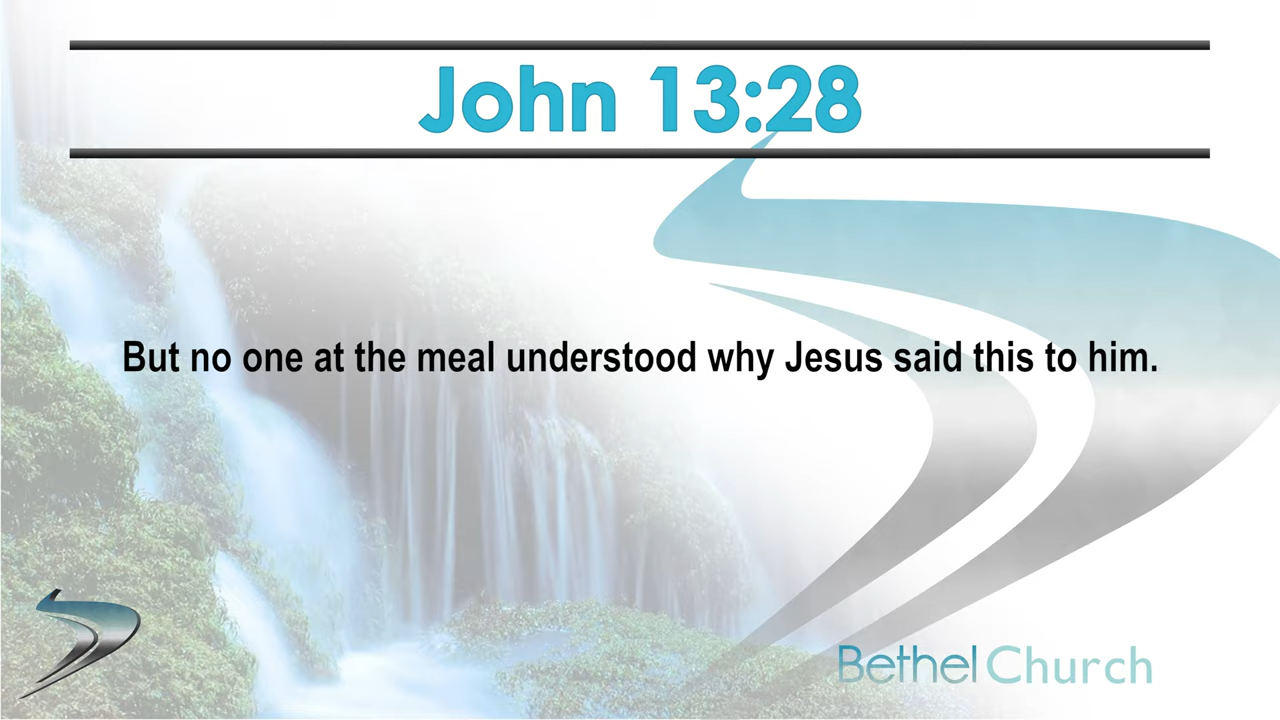 John 13:28
But no one at the meal understood why Jesus said this to him.
Bethel Church